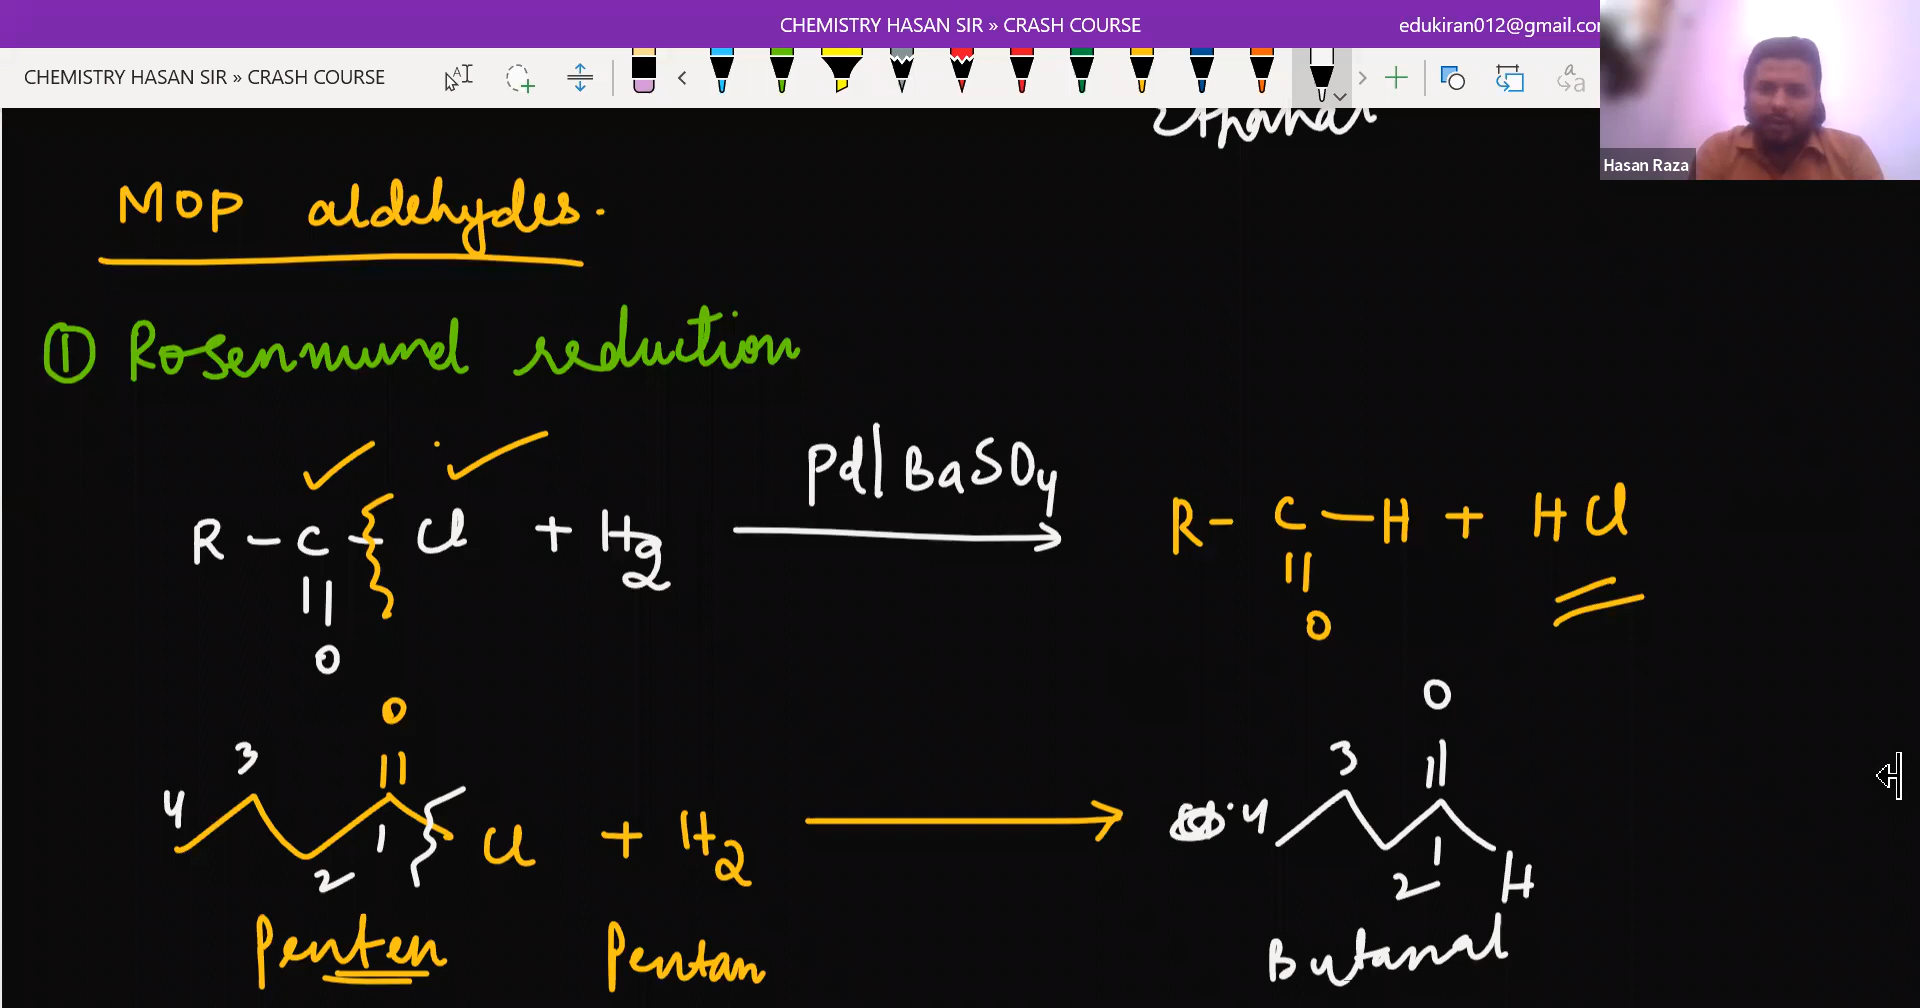 CHEMISTRY HASAN SIR » CRASH COURSE
edukiran012@gmail.co
CHEMISTRY HASAN SIR » CRASH COURSE
Hasan Raza
Ethanal
MOP aldehydes.
① Rosenmund reduction
Pd|BaSO4
R - C - Cl + H2 → R - C - H + HCl
|| ||
O O
O O
4 3 2 1 Cl + H2 → 4 3 2 1 H
Penten Pentan Butanal